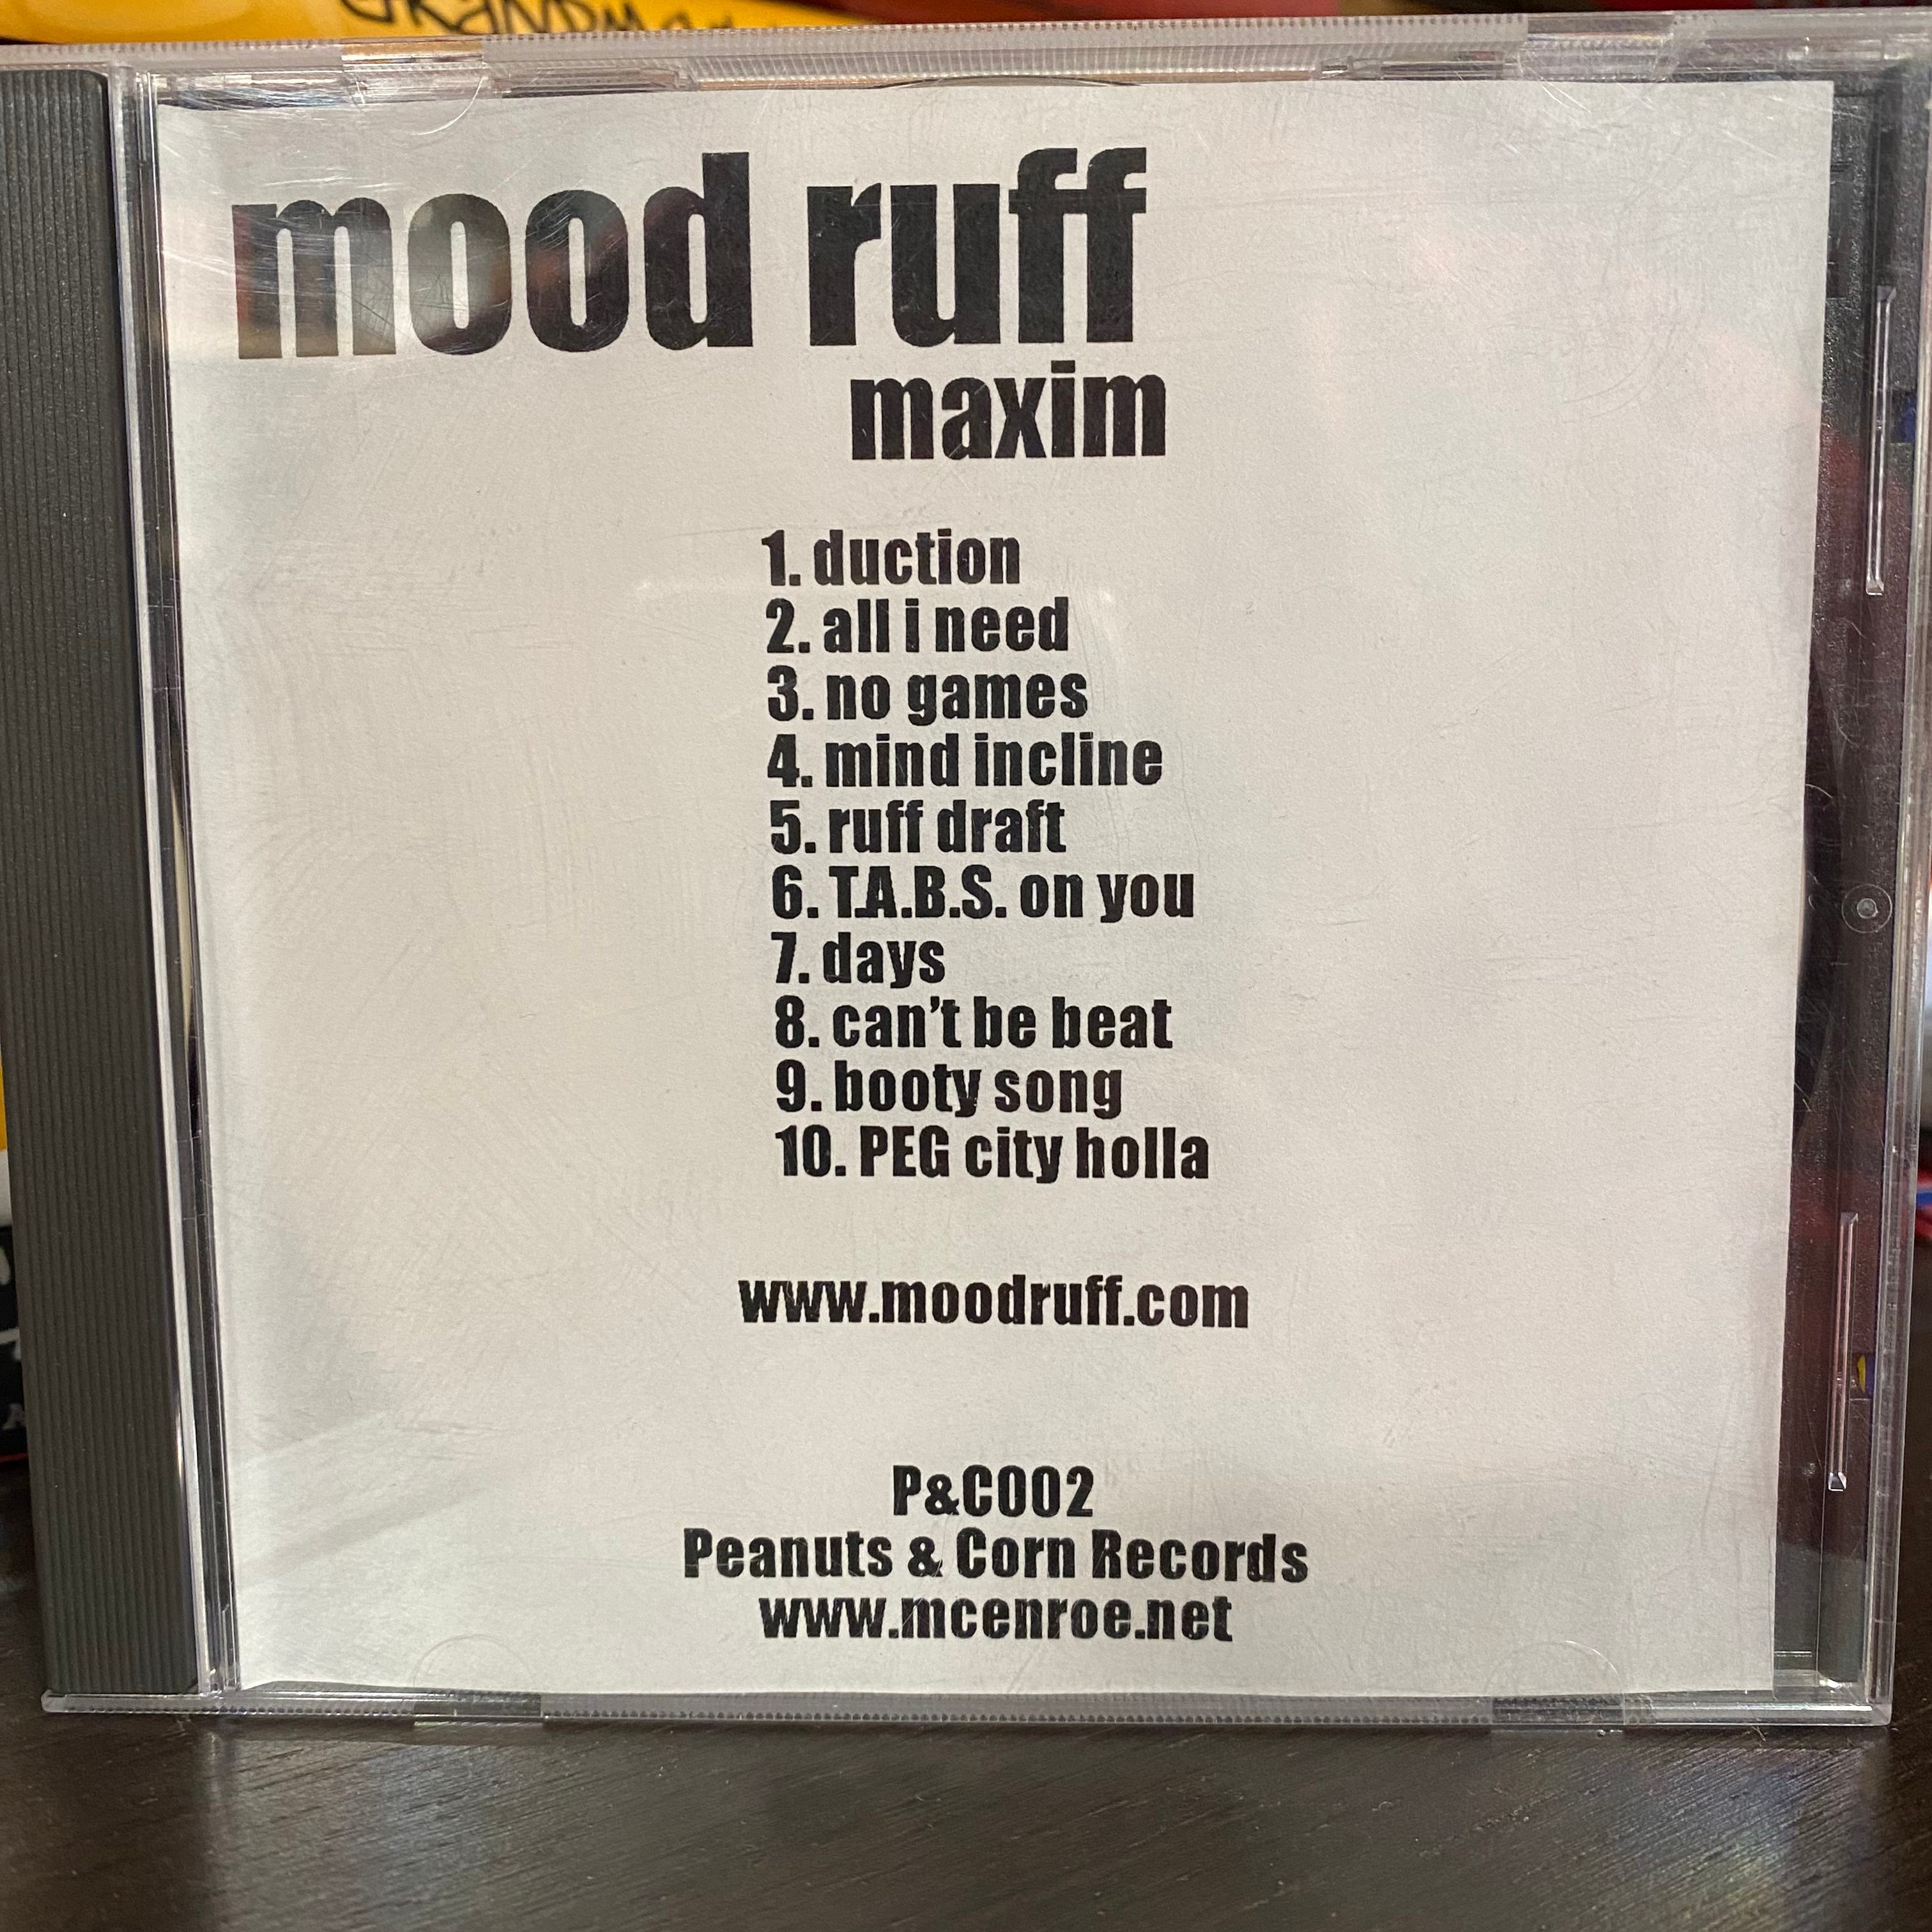 GRANDMA
mood ruff
maxim
1. duction
2. all i need
3. no games
4. mind incline
5. ruff draft
6. T.A.B.S. on you
7. days
8. can't be beat
9. booty song
10. PEG city holla
www.moodruff.com
P&C002
Peanuts & Corn Records
www.mcenroe.net